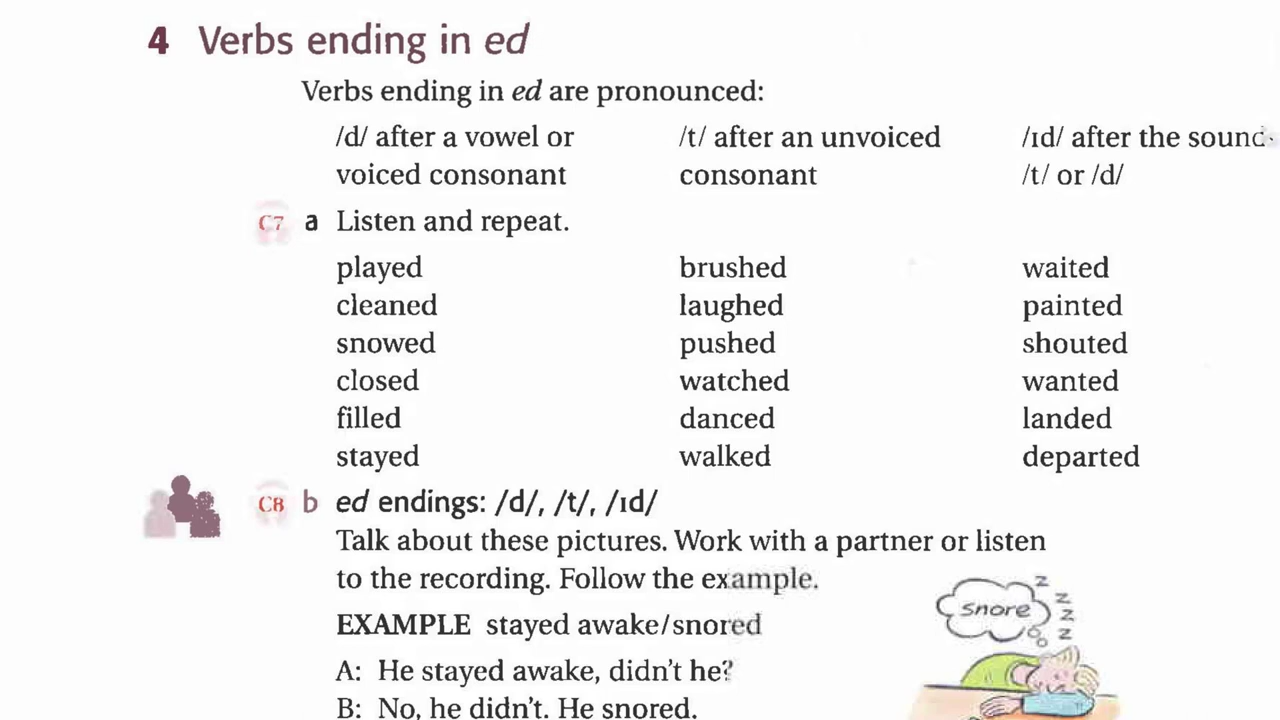 4 Verbs ending in ed
Verbs ending in ed are pronounced:
/d/ after a vowel or
voiced consonant
/t/ after an unvoiced
consonant
/ɪd/ after the sound
/t/ or /d/
C7 a Listen and repeat.
played brushed waited
cleaned laughed painted
snowed pushed shouted
closed watched wanted
filled danced landed
stayed walked departed
C8 b ed endings: /d/, /t/, /ɪd/
Talk about these pictures. Work with a partner or listen
to the recording. Follow the example.
EXAMPLE stayed awake/snored
A: He stayed awake, didn't he?
B: No, he didn't. He snored.
snore
z
z
z
z